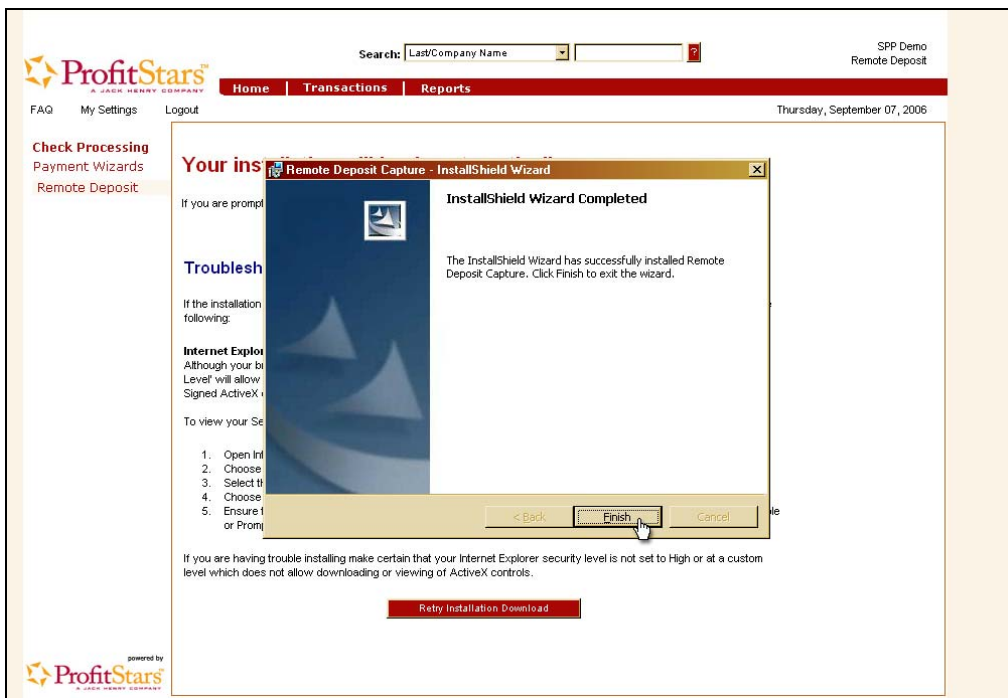 ProfitStars™
A JACK HENRY COMPANY
Search: Last/Company Name ?
SPP Demo
Remote Deposit
Home | Transactions | Reports
FAQ My Settings Logout
Thursday, September 07, 2006
Check Processing
Payment Wizards
Remote Deposit
Your ins
If you are prompt
Troublesh
If the installation
following:
Internet Explor
Although your br
Level' will allow
Signed ActiveX
To view your Se
1. Open Int
2. Choose
3. Select th
4. Choose
5. Ensure t
or Promp
Remote Deposit Capture - InstallShield Wizard
InstallShield Wizard Completed
The InstallShield Wizard has successfully installed Remote
Deposit Capture. Click Finish to exit the wizard.
< Back Finish Cancel
If you are having trouble installing make certain that your Internet Explorer security level is not set to High or at a custom
level which does not allow downloading or viewing of ActiveX controls.
Retry Installation Download
powered by
ProfitStars
A JACK HENRY COMPANY